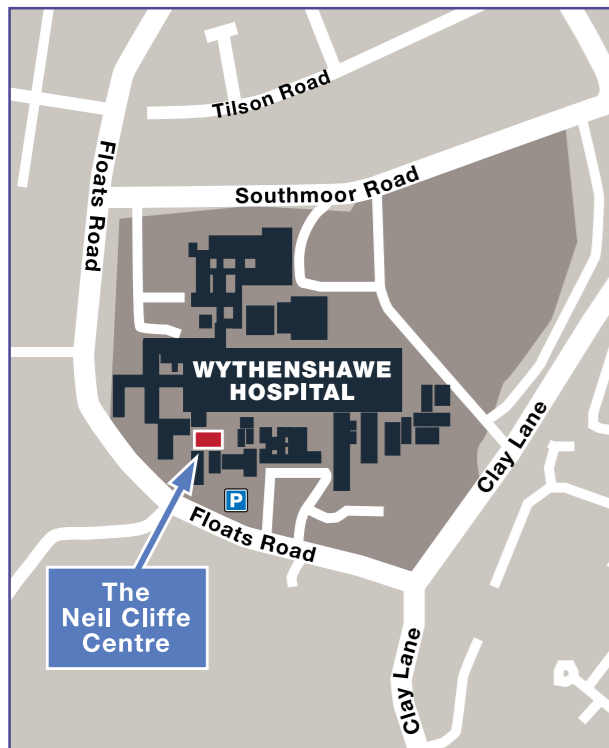 Tilson Road
Floats Road
Southmoor Road
WYTHENSHAWE
HOSPITAL
Clay Lane
P
Floats Road
The
Neil Cliffe
Centre
Clay Lane